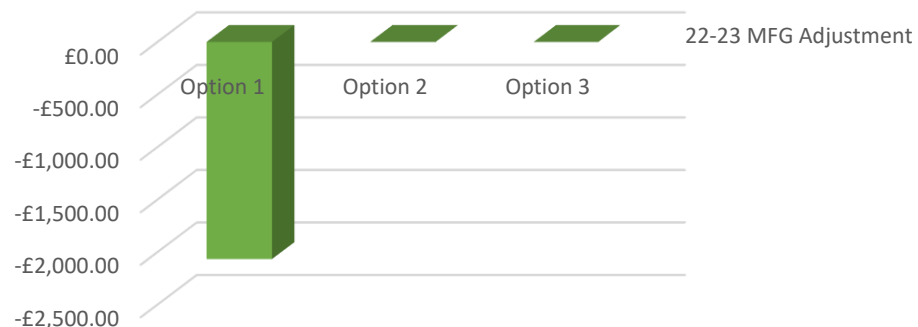 22-23 MFG Adjustment
£0.00
Option 1
Option 2
Option 3
-£500.00
-£1,000.00
-£1,500.00
-£2,000.00
-£2,500.00